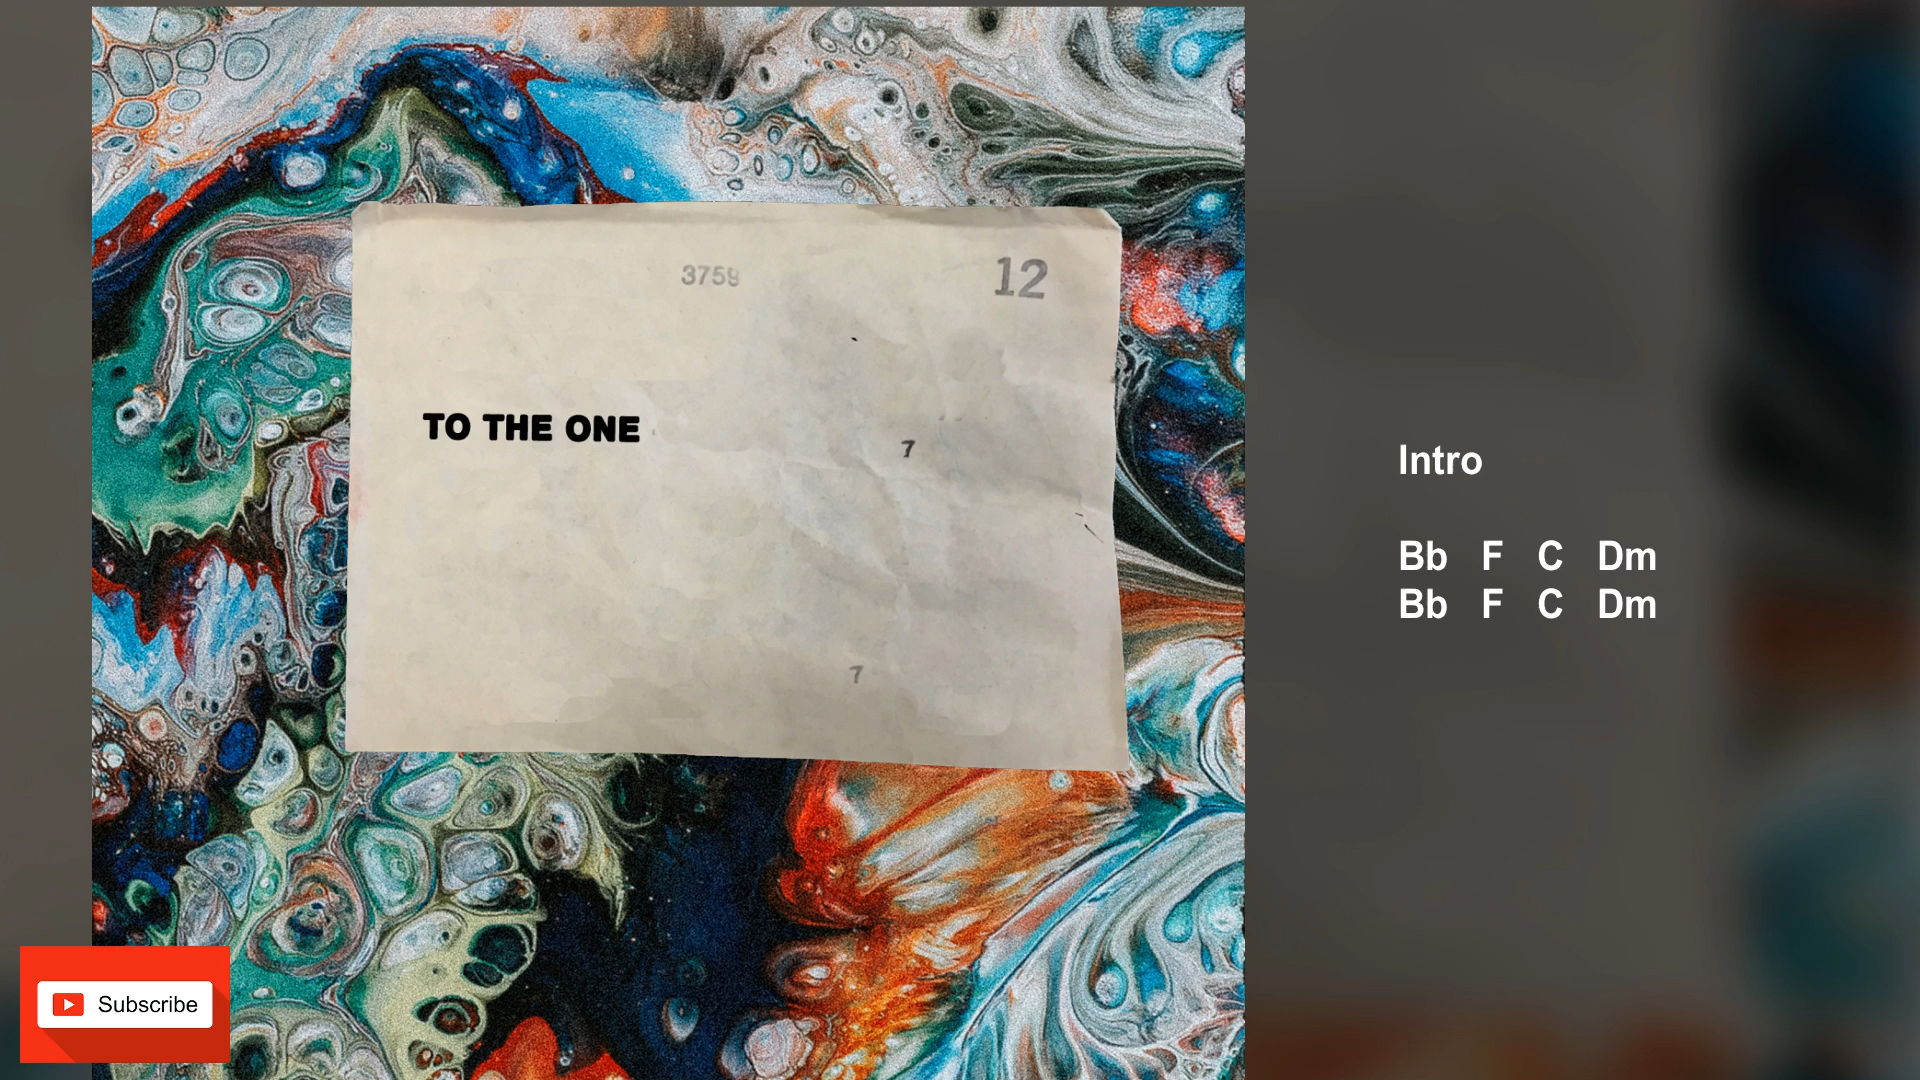 3759
12
TO THE ONE
7
7
Intro
Bb F C Dm
Bb F C Dm
Subscribe